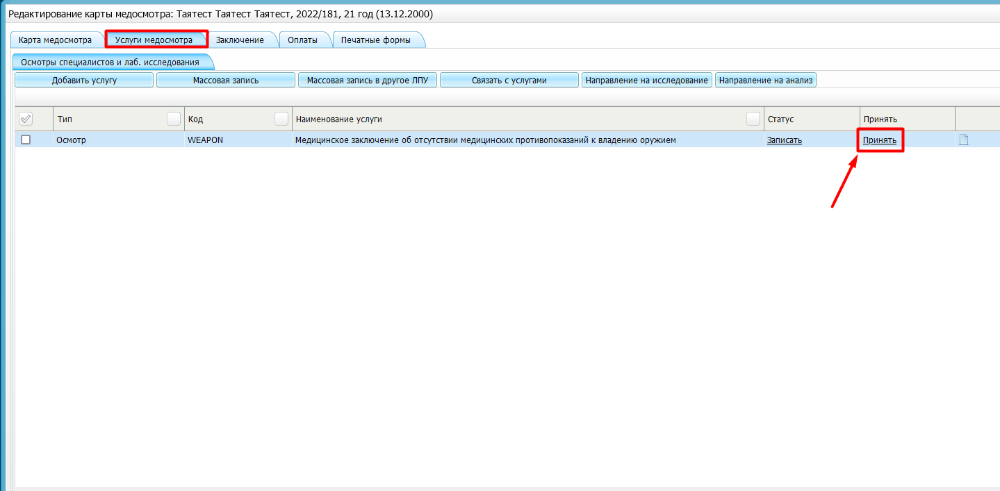 Редактирование карты медосмотра: Таятест Таятест Таятест, 2022/181, 21 год (13.12.2000)
Карта медосмотра Услуги медосмотра Заключение Оплаты Печатные формы
Осмотры специалистов и лаб. исследования
Добавить услугу Массовая запись Массовая запись в другое ЛПУ Связать с услугами Направление на исследование Направление на анализ
Тип Код Наименование услуги Статус Принять
Осмотр WEAPON Медицинское заключение об отсутствии медицинских противопоказаний к владению оружием Записать Принять